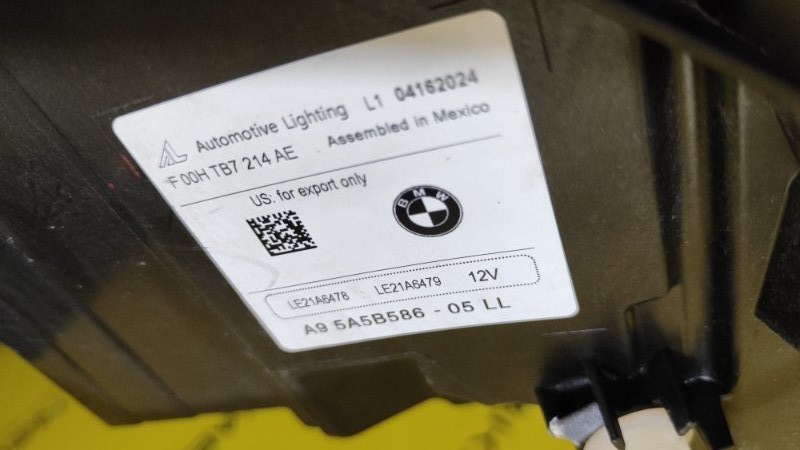 Automotive Lighting L1 04162024
F 00H TB7 214 AE Assembled in Mexico
US: for export only
BMW
LE21A6478 LE21A6479 12V
A9 5A5B586 - 05 LL